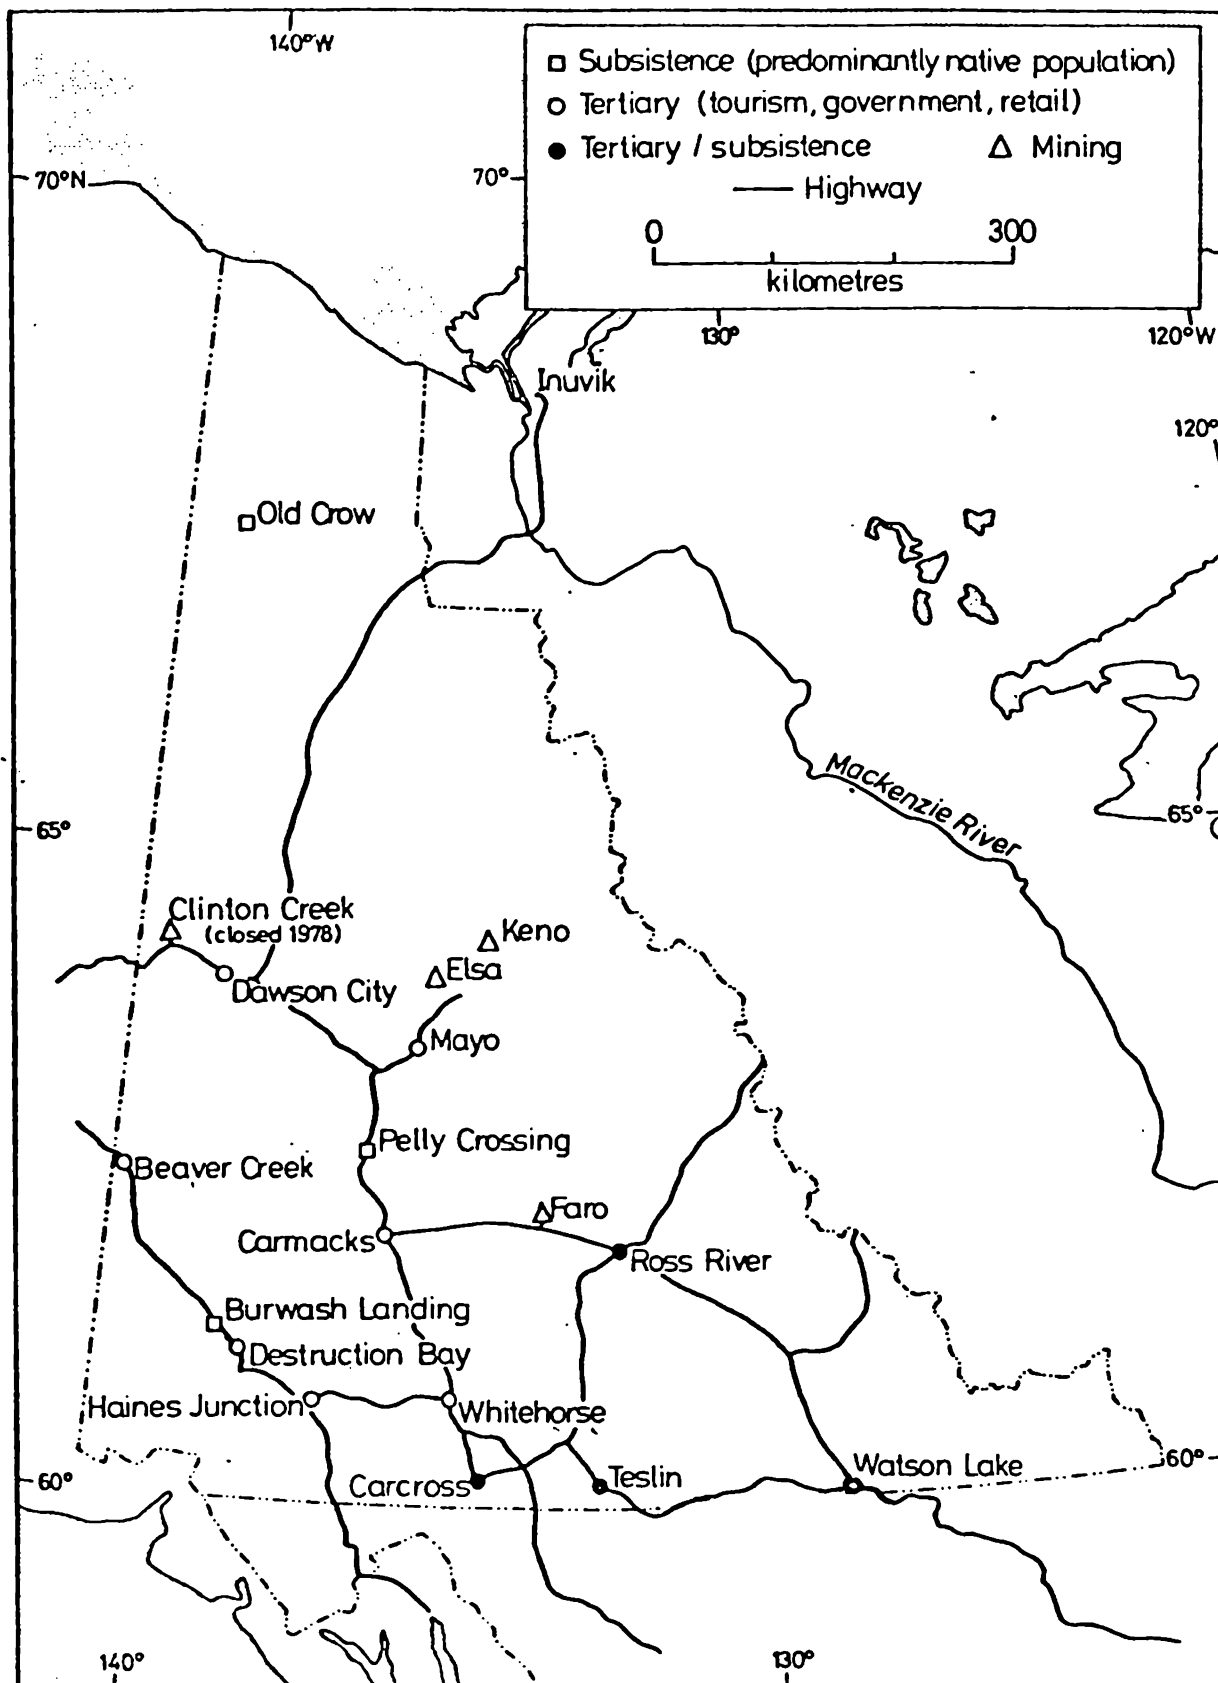 140°W
□ Subsistence (predominantly native population)
○ Tertiary (tourism, government, retail)
● Tertiary / subsistence △ Mining
Highway
0 300
kilometres
70°N
70°
130°
120°W
Inuvik
120°
Old Crow
Mackenzie River
65°
65°
Clinton Creek
(closed 1978)
Keno
Elsa
Dawson City
Mayo
Pelly Crossing
Beaver Creek
Faro
Carmacks
Ross River
Burwash Landing
Destruction Bay
Haines Junction
Whitehorse
Watson Lake
60°
60°
Carcross
Teslin
140°
130°